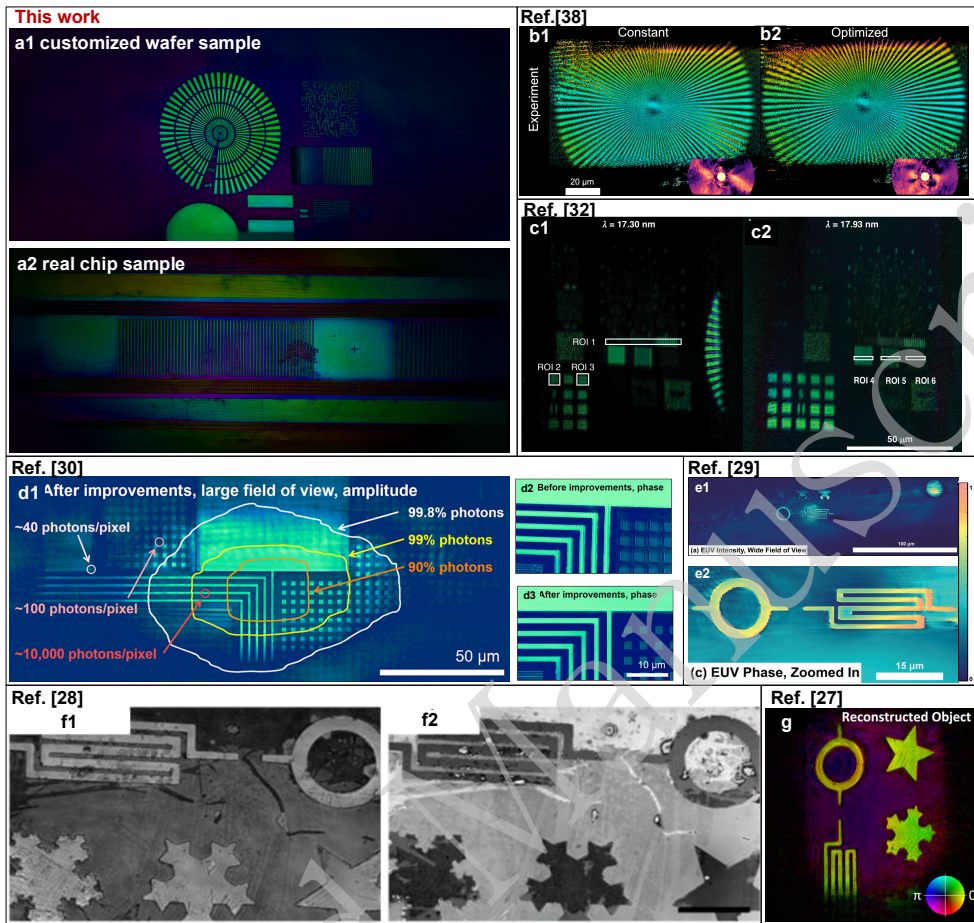 This work
a1 customized wafer sample
a2 real chip sample
Ref.[38]
b1
Constant
b2
Optimized
Experiment
20 μm
Ref. [32]
c1
λ = 17.30 nm
c2
λ = 17.93 nm
ROI 1
ROI 2
ROI 3
ROI 4
ROI 5
ROI 6
50 μm
Ref. [30]
d1 After improvements, large field of view, amplitude
~40 photons/pixel
99.8% photons
99% photons
90% photons
~100 photons/pixel
~10,000 photons/pixel
50 μm
d2 Before improvements, phase
d3 After improvements, phase
10 μm
Ref. [29]
e1
(a) EUV Intensity, Wide Field of View
100 μm
1
0
e2
(c) EUV Phase, Zoomed In
15 μm
Ref. [28]
f1
f2
Ref. [27]
g
Reconstructed Object
π
0
Manuscri